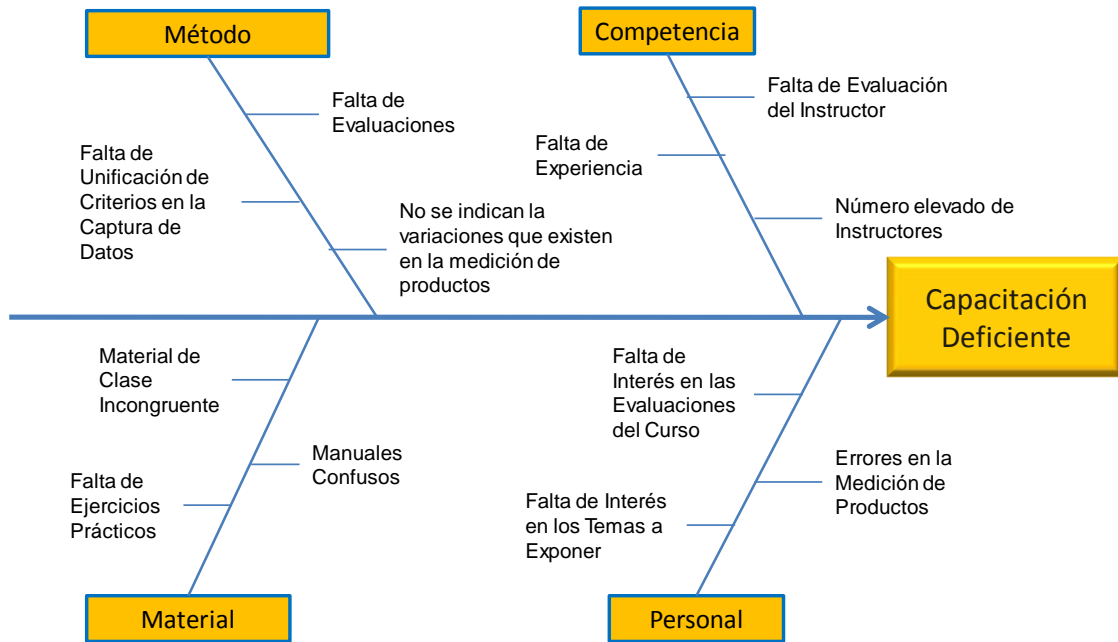 Método
Competencia
Falta de
Evaluaciones
Falta de
Unificación de
Criterios en la
Captura de
Datos
No se indican la
variaciones que existen
en la medición de
productos
Falta de Evaluación
del Instructor
Falta de
Experiencia
Número elevado de
Instructores
Capacitación
Deficiente
Material de
Clase
Incongruente
Manuales
Confusos
Falta de
Ejercicios
Prácticos
Falta de
Interés en las
Evaluaciones
del Curso
Errores en la
Medición de
Productos
Falta de Interés
en los Temas a
Exponer
Material
Personal